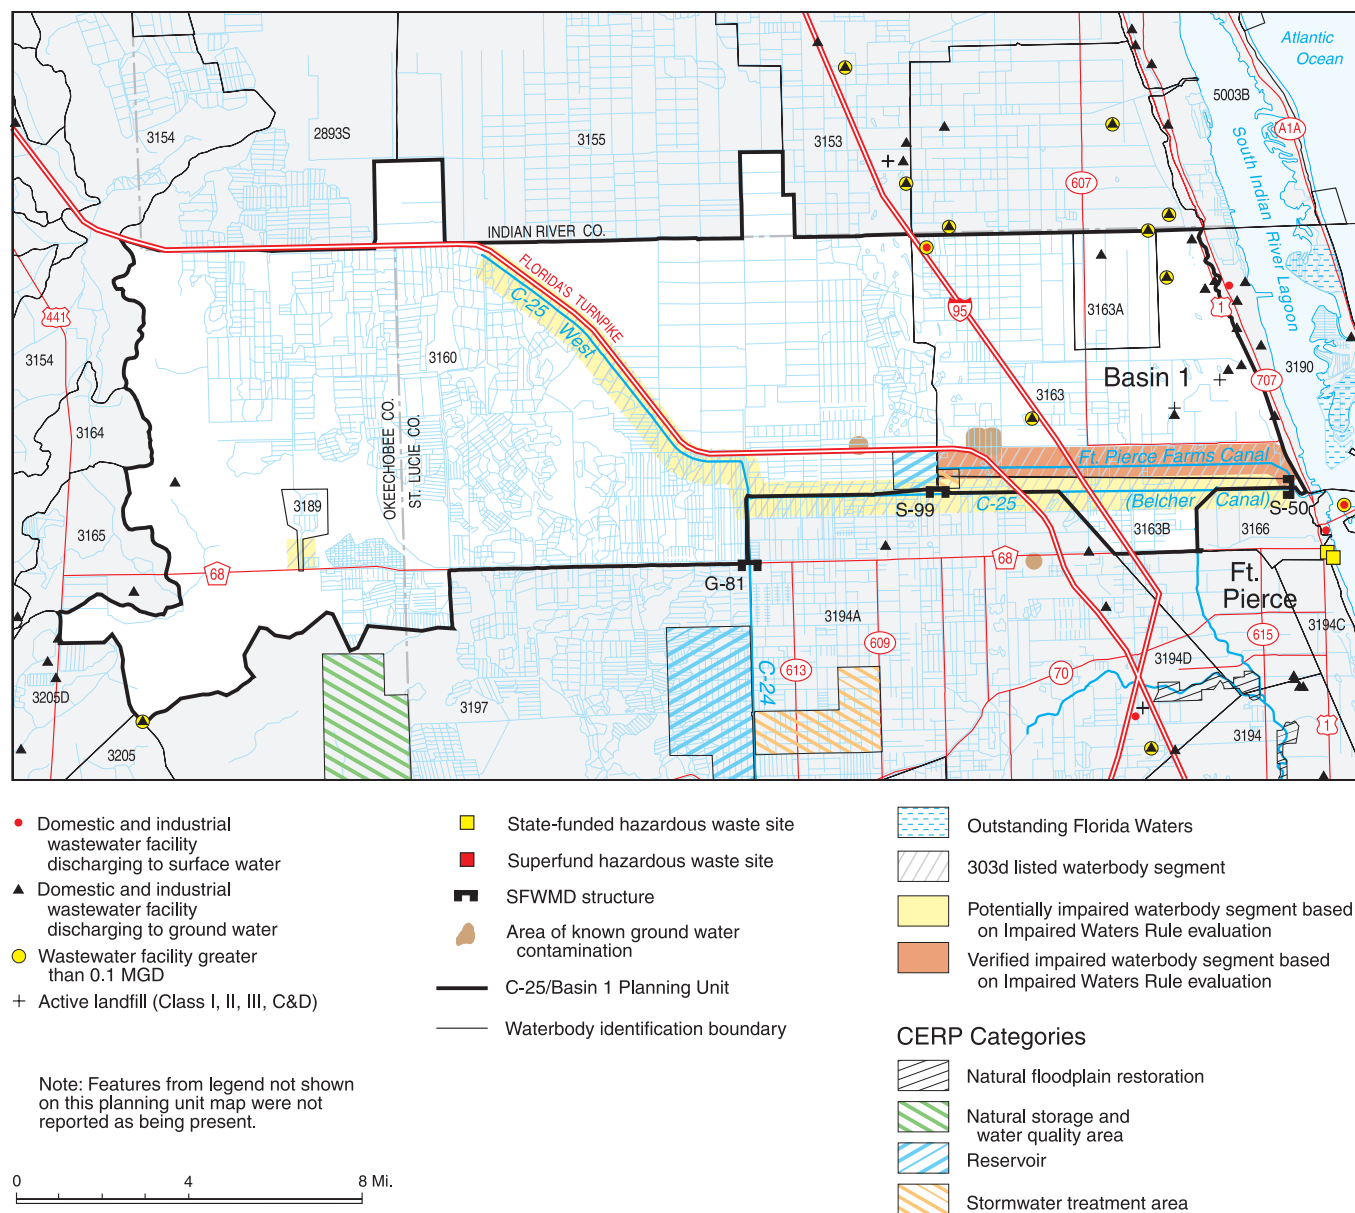 Atlantic
Ocean
5003B
A1A
3154
2893S
3155
3153
607
South Indian River Lagoon
INDIAN RIVER CO.
FLORIDA'S TURNPIKE
C-25 West
441
95
3163A
1
3154
3160
3190
707
Basin 1
3163
OKEECHOBEE CO.
ST. LUCIE CO.
3164
Ft. Pierce Farms Canal
3189
S-99
C-25
(Belcher Canal)
S-50
3165
3163B
3166
68
G-81
68
Ft.
Pierce
3194A
609
615
3194C
3194D
613
70
C-24
3205D
3197
3205
3194
1
Domestic and industrial
wastewater facility
discharging to surface water
Domestic and industrial
wastewater facility
discharging to ground water
Wastewater facility greater
than 0.1 MGD
Active landfill (Class I, II, III, C&D)
Note: Features from legend not shown
on this planning unit map were not
reported as being present.
0 4 8 Mi.
State-funded hazardous waste site
Superfund hazardous waste site
SFWMD structure
Area of known ground water
contamination
C-25/Basin 1 Planning Unit
Waterbody identification boundary
Outstanding Florida Waters
303d listed waterbody segment
Potentially impaired waterbody segment based
on Impaired Waters Rule evaluation
Verified impaired waterbody segment based
on Impaired Waters Rule evaluation
CERP Categories
Natural floodplain restoration
Natural storage and
water quality area
Reservoir
Stormwater treatment area